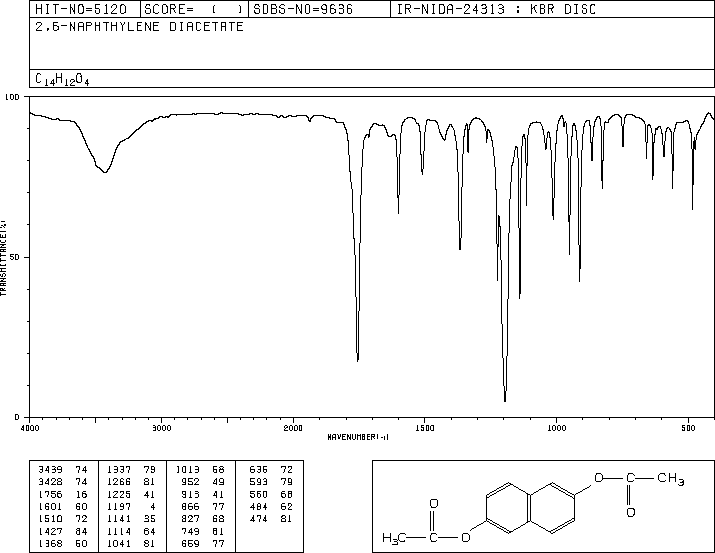 HIT-NO=5120 SCORE= ( ) SDBS-NO=9636 IR-NIDA-24313 : KBR DISC
2,6-NAPHTHYLENE DIACETATE
C14H12O4
100
50
0
TRANSMITTANCE(%)
4000 3000 2000 1500 1000 500
WAVENUMBER(-1)
3439 74 1337 79 1013 58 636 72
3428 74 1266 81 952 49 593 79
1756 16 1225 41 913 41 560 68
1601 60 1197 4 866 77 484 62
1510 72 1141 35 827 68 474 81
1427 84 1114 64 749 81
1368 50 1041 81 659 77
O C CH3
O
O
H3C C O